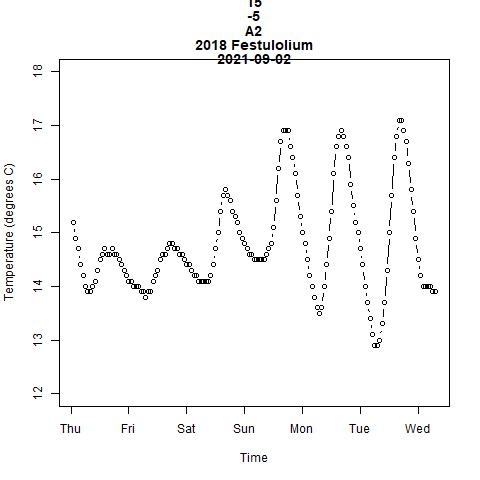 15
-5
A2
2018 Festulolium
2021-09-02
Temperature (degrees C)
18
17
16
15
14
13
12
Thu Fri Sat Sun Mon Tue Wed
Time